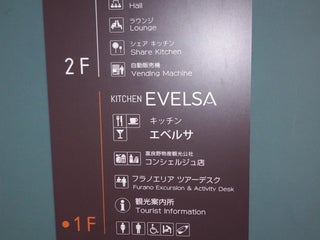 Hall
ラウンジ
Lounge
シェア キッチン
Share Kitchen
2F
自動販売機
Vending Machine
KITCHEN EVELSA
キッチン
エベルサ
富良野物産観光公社
コンシェルジュ店
フラノエリア ツアーデスク
Furano Excursion & Activity Desk
観光案内所
Tourist Information
1F